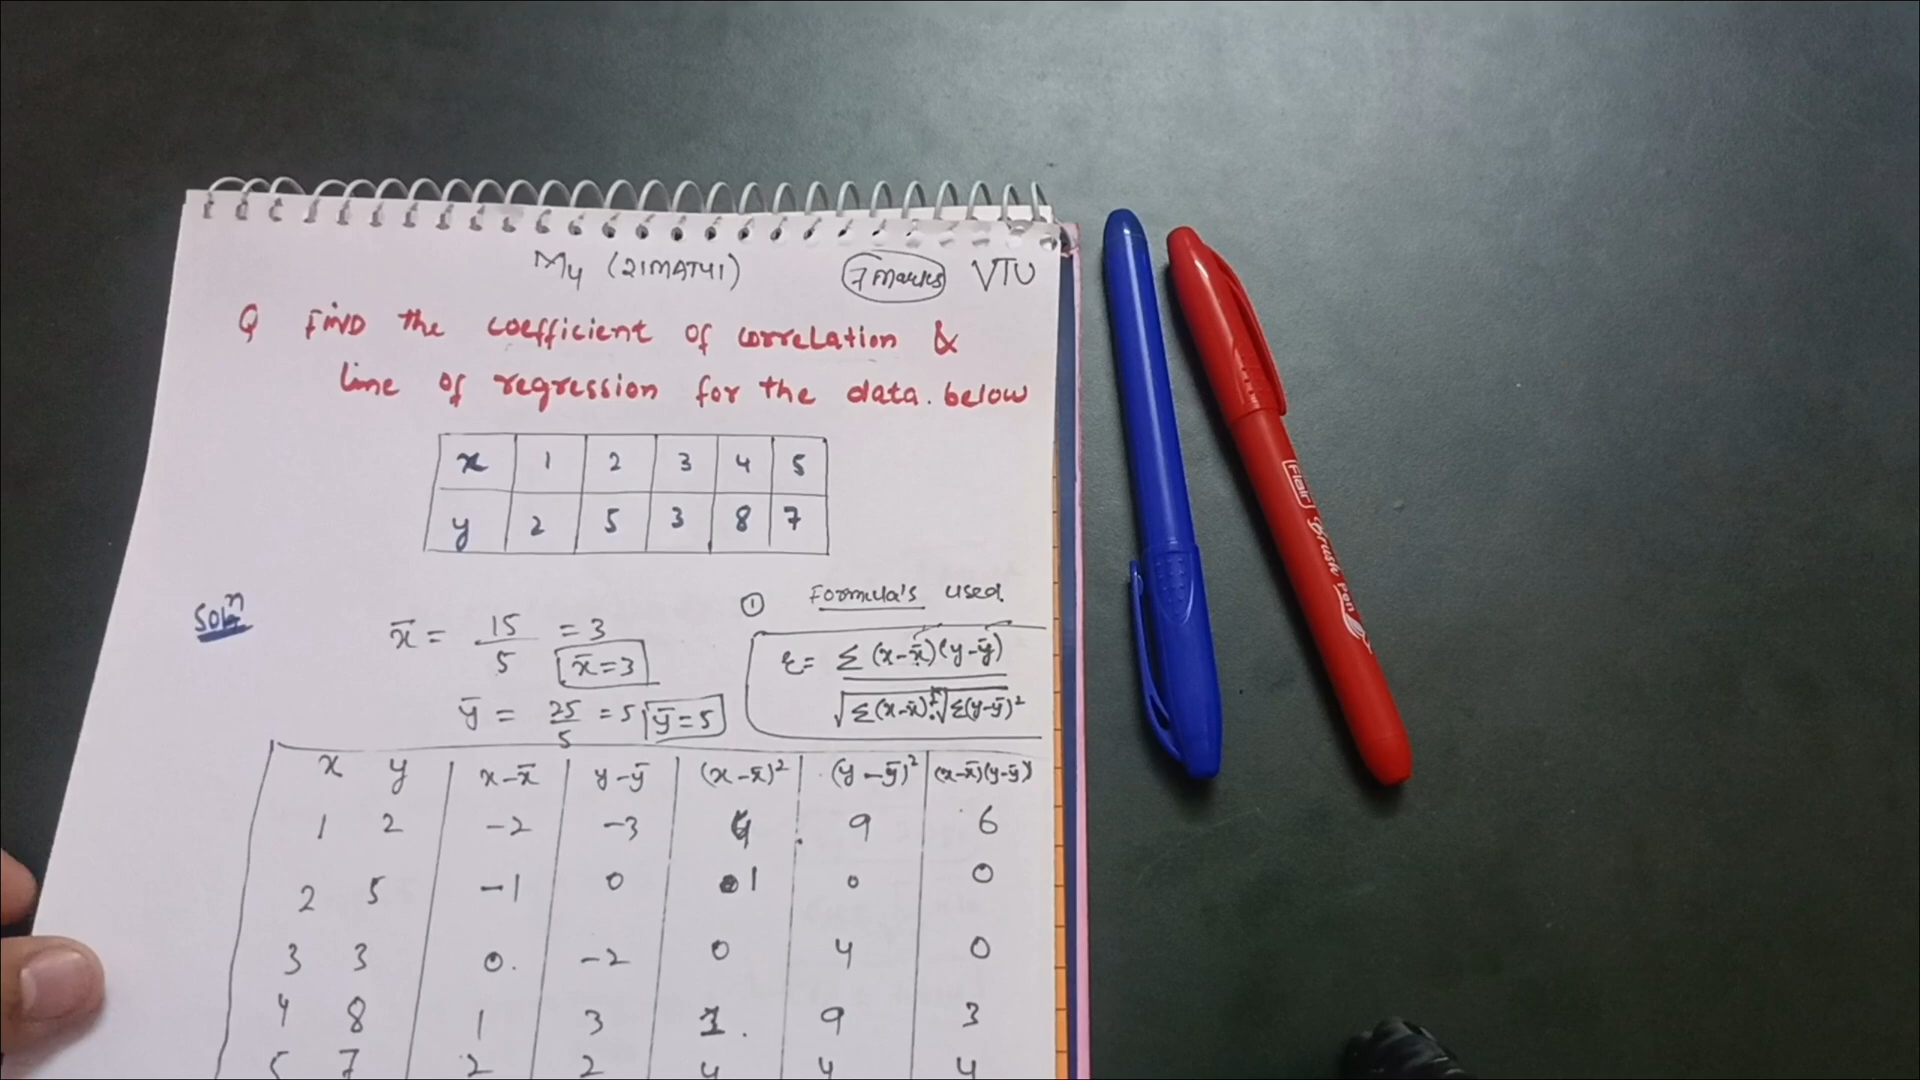 M4 (21MAT41) 7 Marks VTU
Q FIND the coefficient of correlation &
line of regression for the data. below
x 1 2 3 4 5
y 2 5 3 8 7
Solⁿ
① Formula's used
x̄ = 15/5 = 3
x̄=3
r = Σ(x-x̄)(y-ȳ) / √Σ(x-x̄)².√Σ(y-ȳ)²
ȳ = 25/5 = 5 ȳ=5
x y x-x̄ y-ȳ (x-x̄)² (y-ȳ)² (x-x̄)(y-ȳ)
1 2 -2 -3 4 9 6
2 5 -1 0 1 0 0
3 3 0. -2 0 4 0
4 8 1 3 1. 9 3
5 7 2 2 4 4 4
Flair Brush Pen